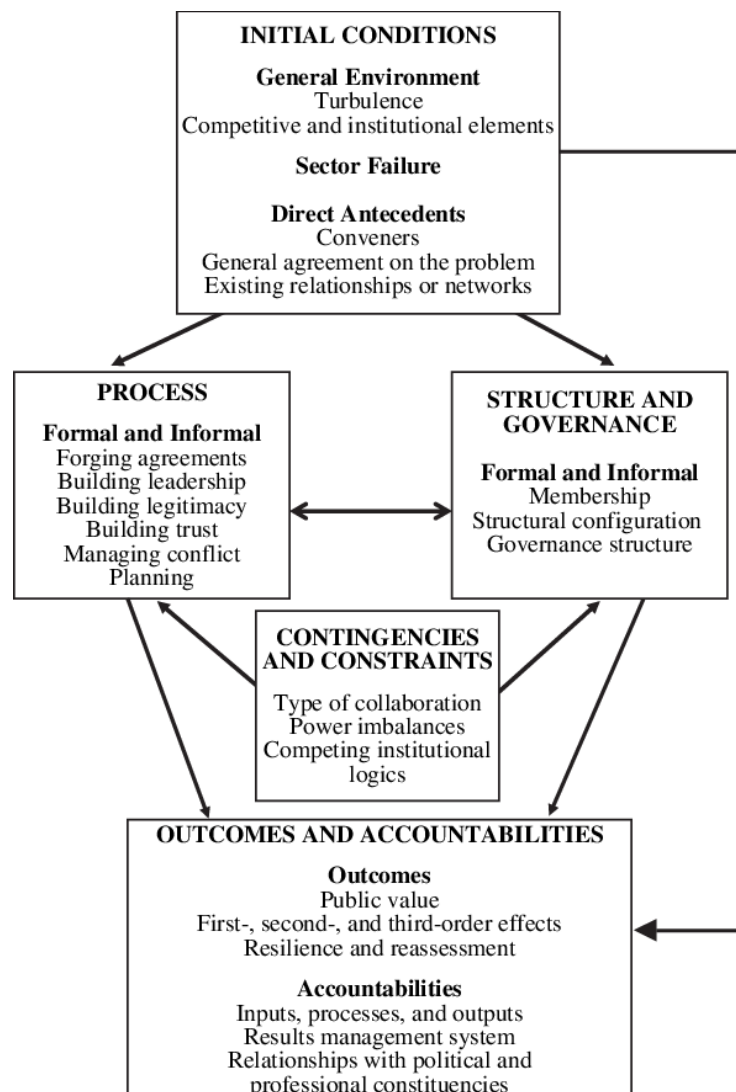 INITIAL CONDITIONS
General Environment
Turbulence
Competitive and institutional elements
Sector Failure
Direct Antecedents
Conveners
General agreement on the problem
Existing relationships or networks
PROCESS
Formal and Informal
Forging agreements
Building leadership
Building legitimacy
Building trust
Managing conflict
Planning
STRUCTURE AND
GOVERNANCE
Formal and Informal
Membership
Structural configuration
Governance structure
CONTINGENCIES
AND CONSTRAINTS
Type of collaboration
Power imbalances
Competing institutional
logics
OUTCOMES AND ACCOUNTABILITIES
Outcomes
Public value
First-, second-, and third-order effects
Resilience and reassessment
Accountabilities
Inputs, processes, and outputs
Results management system
Relationships with political and
professional constituencies